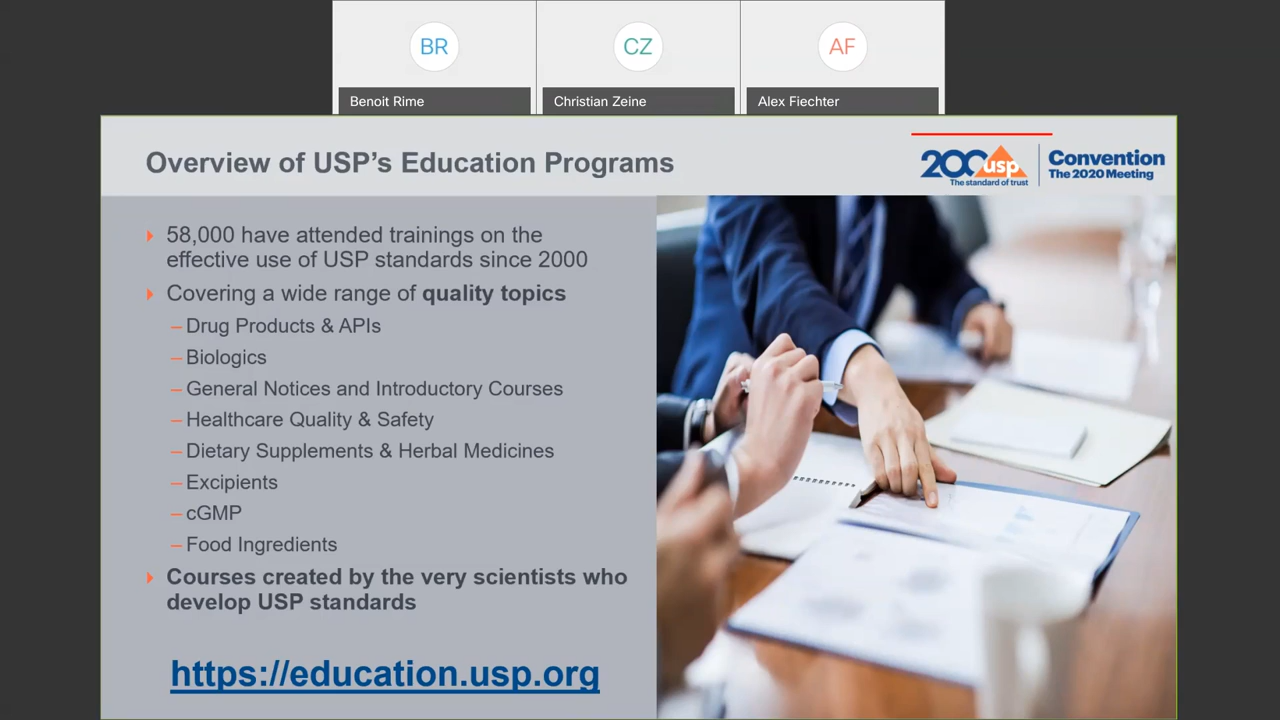 BR
CZ
AF
Benoit Rime
Christian Zeine
Alex Fiechter
Overview of USP's Education Programs
200 usp
The standard of trust
Convention
The 2020 Meeting
58,000 have attended trainings on the
effective use of USP standards since 2000
Covering a wide range of quality topics
– Drug Products & APIs
– Biologics
– General Notices and Introductory Courses
– Healthcare Quality & Safety
– Dietary Supplements & Herbal Medicines
– Excipients
– cGMP
– Food Ingredients
Courses created by the very scientists who
develop USP standards
https://education.usp.org